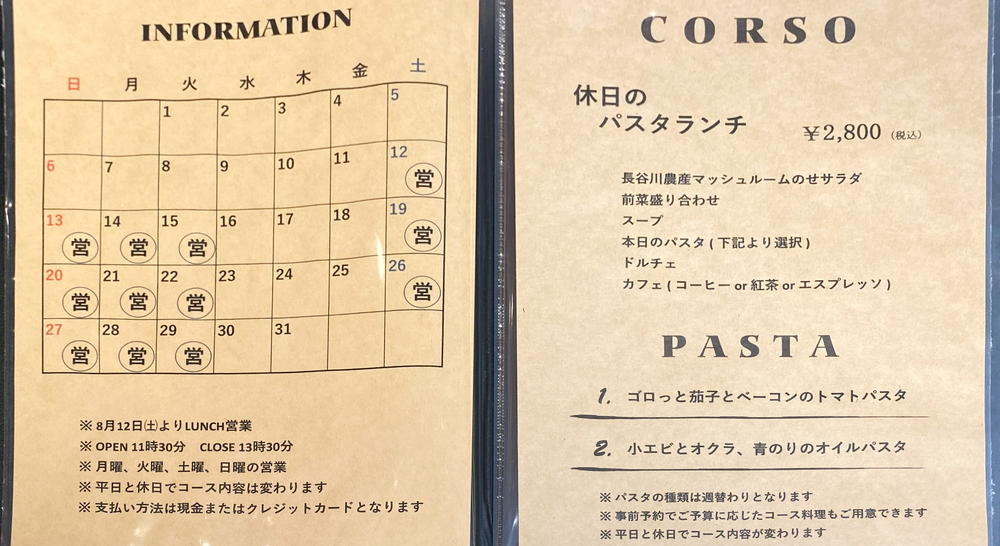 INFORMATION
日 月 火 水 木 金 土
1 2 3 4 5
6 7 8 9 10 11 12
営
13 14 15 16 17 18 19
営 営 営 営
20 21 22 23 24 25 26
営 営 営 営
27 28 29 30 31
営 営 営
※ 8月12日㈯よりLUNCH営業
※ OPEN 11時30分 CLOSE 13時30分
※ 月曜、火曜、土曜、日曜の営業
※ 平日と休日でコース内容は変わります
※ 支払い方法は現金またはクレジットカードとなります
CORSO
休日の
パスタランチ
￥2,800 (税込)
長谷川農産マッシュルームのせサラダ
前菜盛り合わせ
スープ
本日のパスタ ( 下記より選択 )
ドルチェ
カフェ ( コーヒー or 紅茶 or エスプレッソ )
PASTA
1. ゴロっと茄子とベーコンのトマトパスタ
2. 小エビとオクラ、青のりのオイルパスタ
※ パスタの種類は週替わりとなります
※ 事前予約でご予算に応じたコース料理もご用意できます
※ 平日と休日でコース内容が変わります